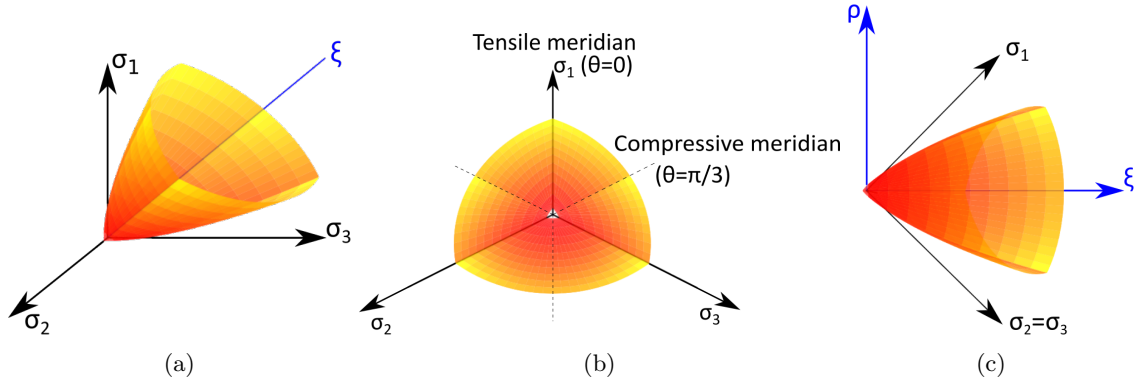 σ1
ξ
σ3
σ2
(a)
Tensile meridian
σ1 (θ=0)
Compressive meridian
(θ=π/3)
σ2
σ3
(b)
ρ
σ1
ξ
σ2=σ3
(c)